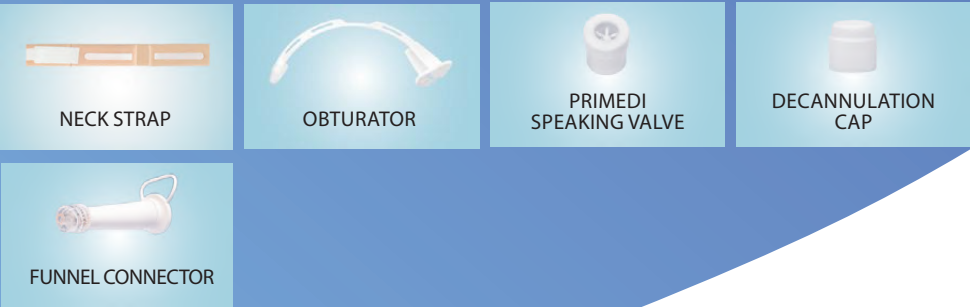 NECK STRAP
OBTURATOR
PRIMEDI
SPEAKING VALVE
DECANNULATION
CAP
FUNNEL CONNECTOR